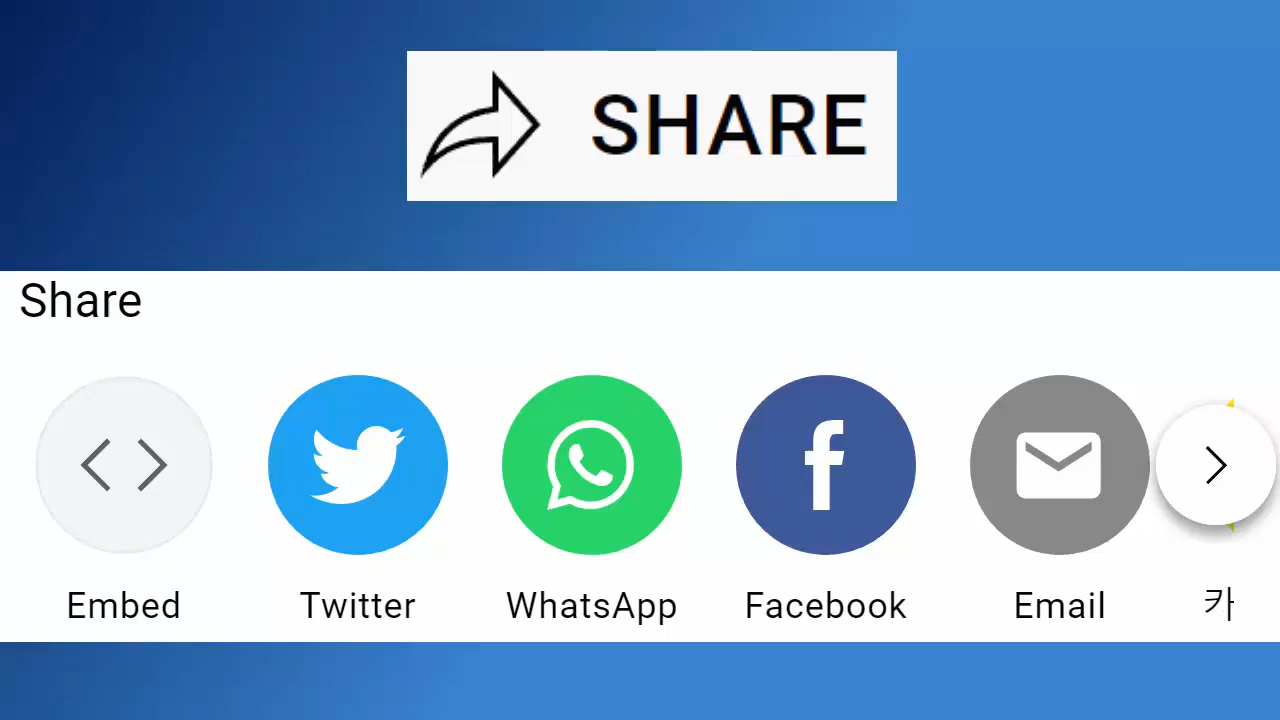 SHARE
Share
Embed
Twitter
WhatsApp
Facebook
Email
카